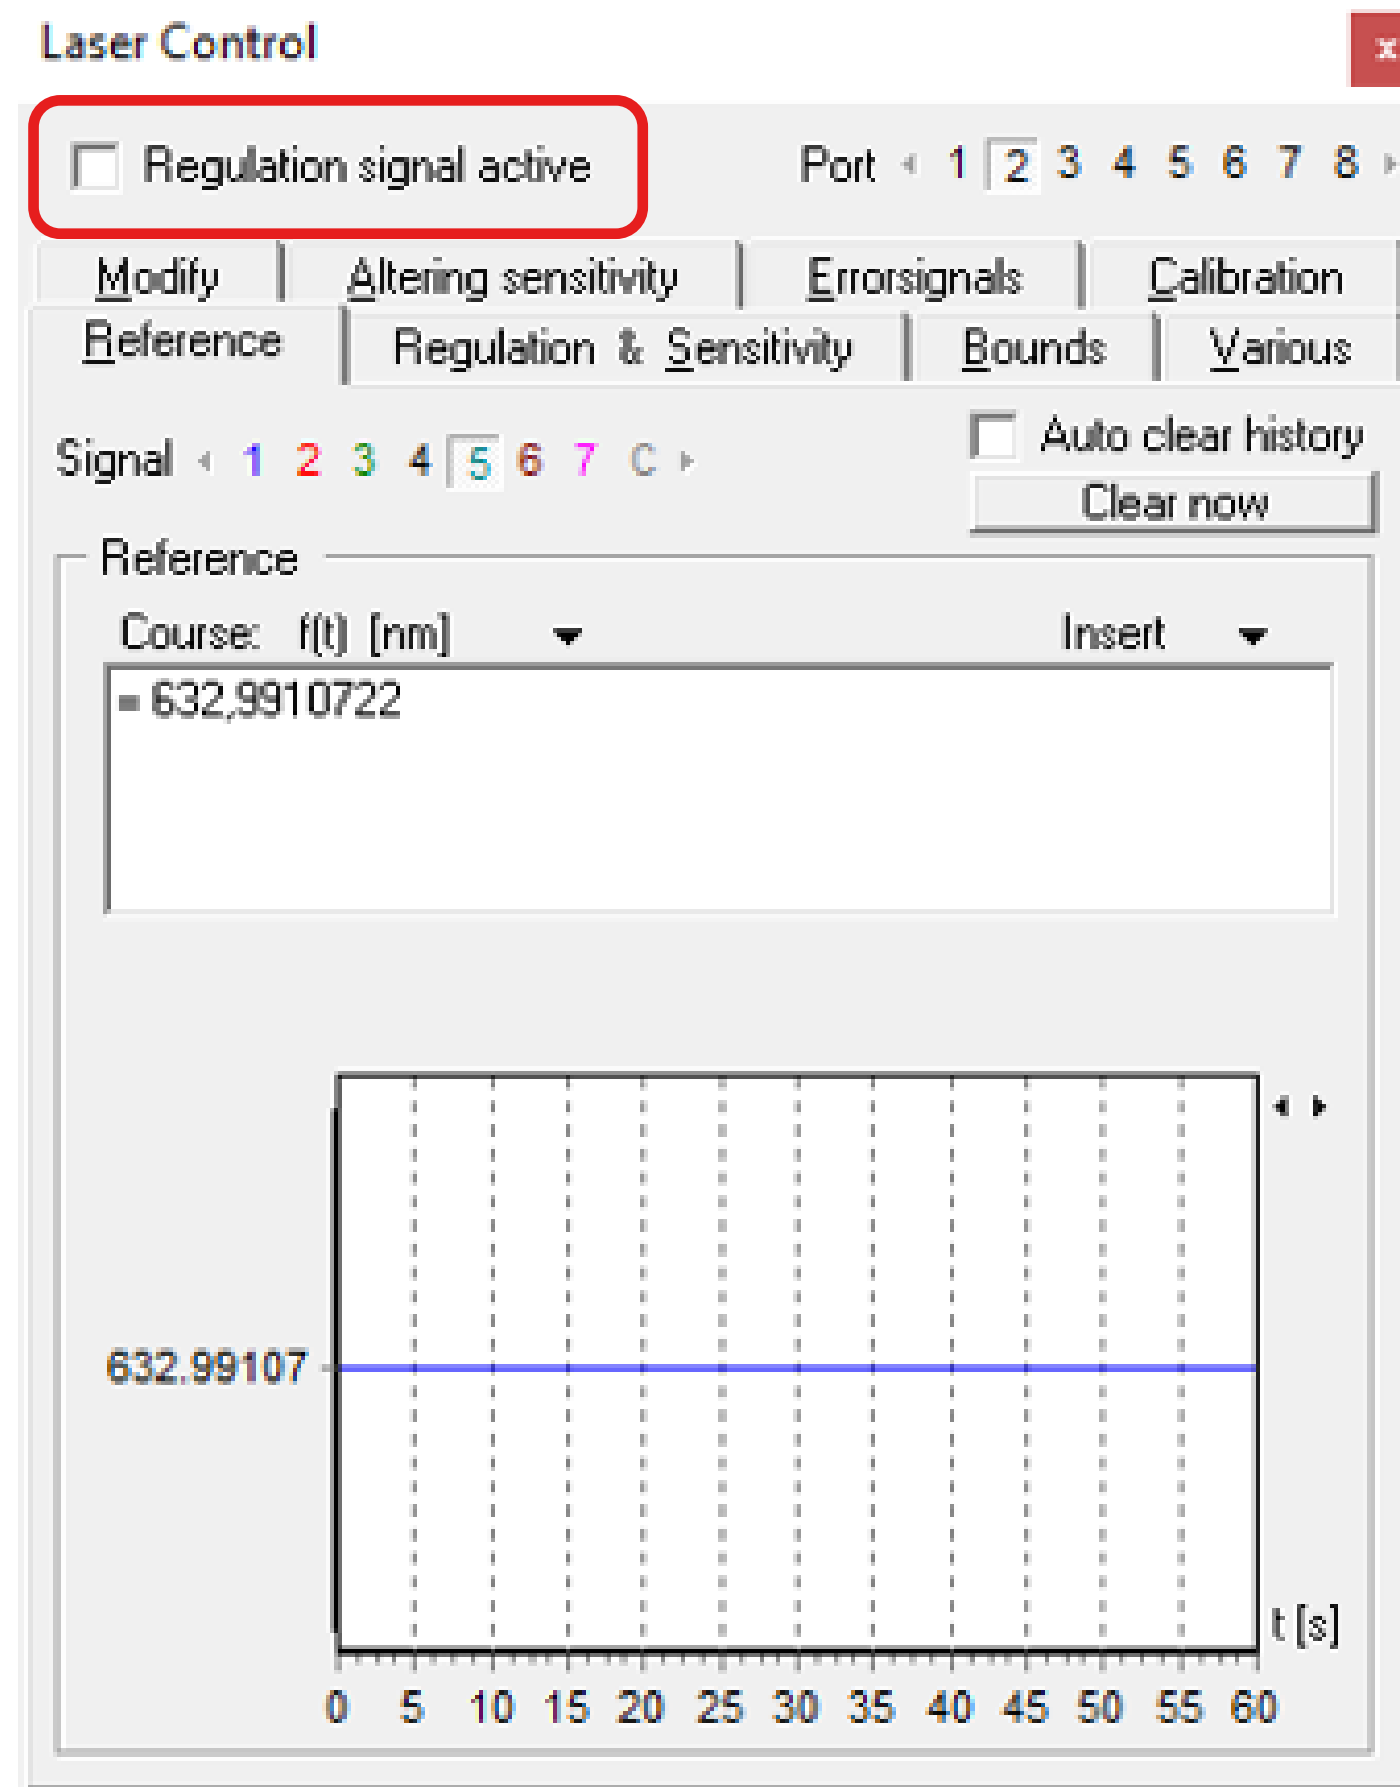 Laser Control
x
Regulation signal active
Port 1 2 3 4 5 6 7 8
Modify Altering sensitivity Errorsignals Calibration
Reference Regulation & Sensitivity Bounds Various
Signal 1 2 3 4 5 6 7 C
Auto clear history
Clear now
Reference
Course: f(t) [nm] Insert
= 632,9910722
632.99107
t [s]
0 5 10 15 20 25 30 35 40 45 50 55 60